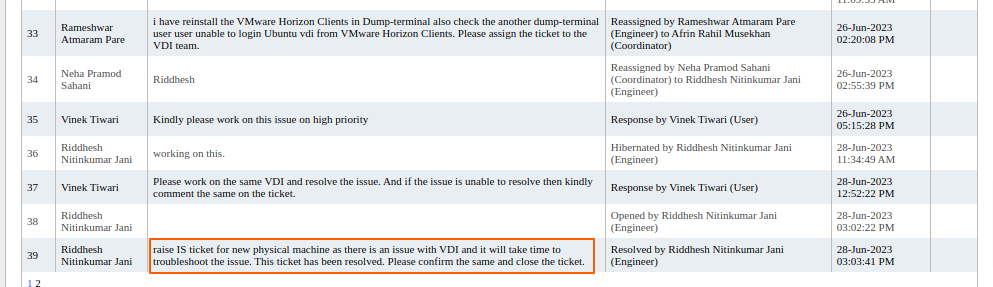 33
Rameshwar
Atmaram Pare
i have reinstall the VMware Horizon Clients in Dump-terminal also check the another dump-terminal
user user unable to login Ubuntu vdi from VMware Horizon Clients. Please assign the ticket to the
VDI team.
Reassigned by Rameshwar Atmaram Pare
(Engineer) to Afrin Rahil Musekhan
(Coordinator)
26-Jun-2023
02:20:08 PM
34
Neha Pramod
Sahani
Riddhesh
Reassigned by Neha Pramod Sahani
(Coordinator) to Riddhesh Nitinkumar Jani
(Engineer)
26-Jun-2023
02:55:39 PM
35
Vinek Tiwari
Kindly please work on this issue on high priority
Response by Vinek Tiwari (User)
26-Jun-2023
05:15:28 PM
36
Riddhesh
Nitinkumar Jani
working on this.
Hibernated by Riddhesh Nitinkumar Jani
(Engineer)
28-Jun-2023
11:34:49 AM
37
Vinek Tiwari
Please work on the same VDI and resolve the issue. And if the issue is unable to resolve then kindly
comment the same on the ticket.
Response by Vinek Tiwari (User)
28-Jun-2023
12:52:22 PM
38
Riddhesh
Nitinkumar Jani
Opened by Riddhesh Nitinkumar Jani
(Engineer)
28-Jun-2023
03:02:22 PM
39
Riddhesh
Nitinkumar Jani
raise IS ticket for new physical machine as there is an issue with VDI and it will take time to
troubleshoot the issue. This ticket has been resolved. Please confirm the same and close the ticket.
Resolved by Riddhesh Nitinkumar Jani
(Engineer)
28-Jun-2023
03:03:41 PM
1 2